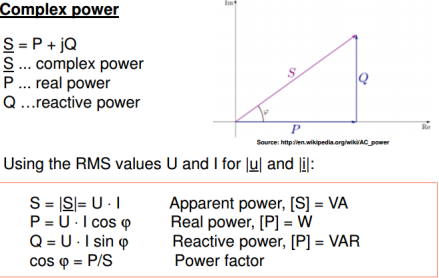 Complex power
S = P + jQ
S ... complex power
P ... real power
Q ...reactive power
Im
S
Q
φ
P
Re
Source: http://en.wikipedia.org/wiki/AC_power
Using the RMS values U and I for |u| and |i|:
S = |S|= U · I Apparent power, [S] = VA
P = U · I cos φ Real power, [P] = W
Q = U · I sin φ Reactive power, [P] = VAR
cos φ = P/S Power factor